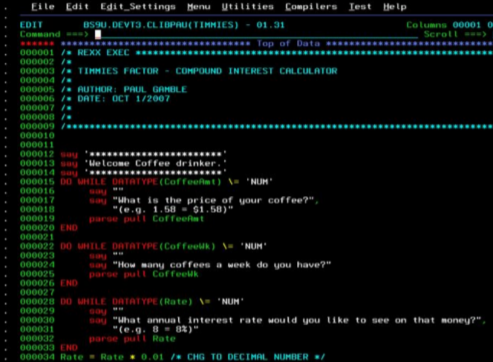 File Edit Edit_Settings Menu Utilities Compilers Test Help
EDIT BS9U.DEVT3.CLIBPAU(TIMMIES) - 01.31 Columns 00001 0
Command ===> Scroll ===>
****** *************************** Top of Data ***************************
000001 /* REXX EXEC ****************************************************
000002 /*
000003 /* TIMMIES FACTOR - COMPOUND INTEREST CALCULATOR
000004 /*
000005 /* AUTHOR: PAUL GAMBLE
000006 /* DATE: OCT 1/2007
000007 /*
000008 /*
000009 /****************************************************************
000010
000011
000012 say '***********************'
000013 say 'Welcome Coffee drinker.'
000014 say '***********************'
000015 DO WHILE DATATYPE(CoffeeAmt) \= 'NUM'
000016 say ""
000017 say "What is the price of your coffee?",
000018 "(e.g. 1.58 = $1.58)"
000019 parse pull CoffeeAmt
000020 END
000021
000022 DO WHILE DATATYPE(CoffeeWk) \= 'NUM'
000023 say ""
000024 say "How many coffees a week do you have?"
000025 parse pull CoffeeWk
000026 END
000027
000028 DO WHILE DATATYPE(Rate) \= 'NUM'
000029 say ""
000030 say "What annual interest rate would you like to see on that money?",
000031 "(e.g. 8 = 8%)"
000032 parse pull Rate
000033 END
000034 Rate = Rate * 0.01 /* CHG TO DECIMAL NUMBER */